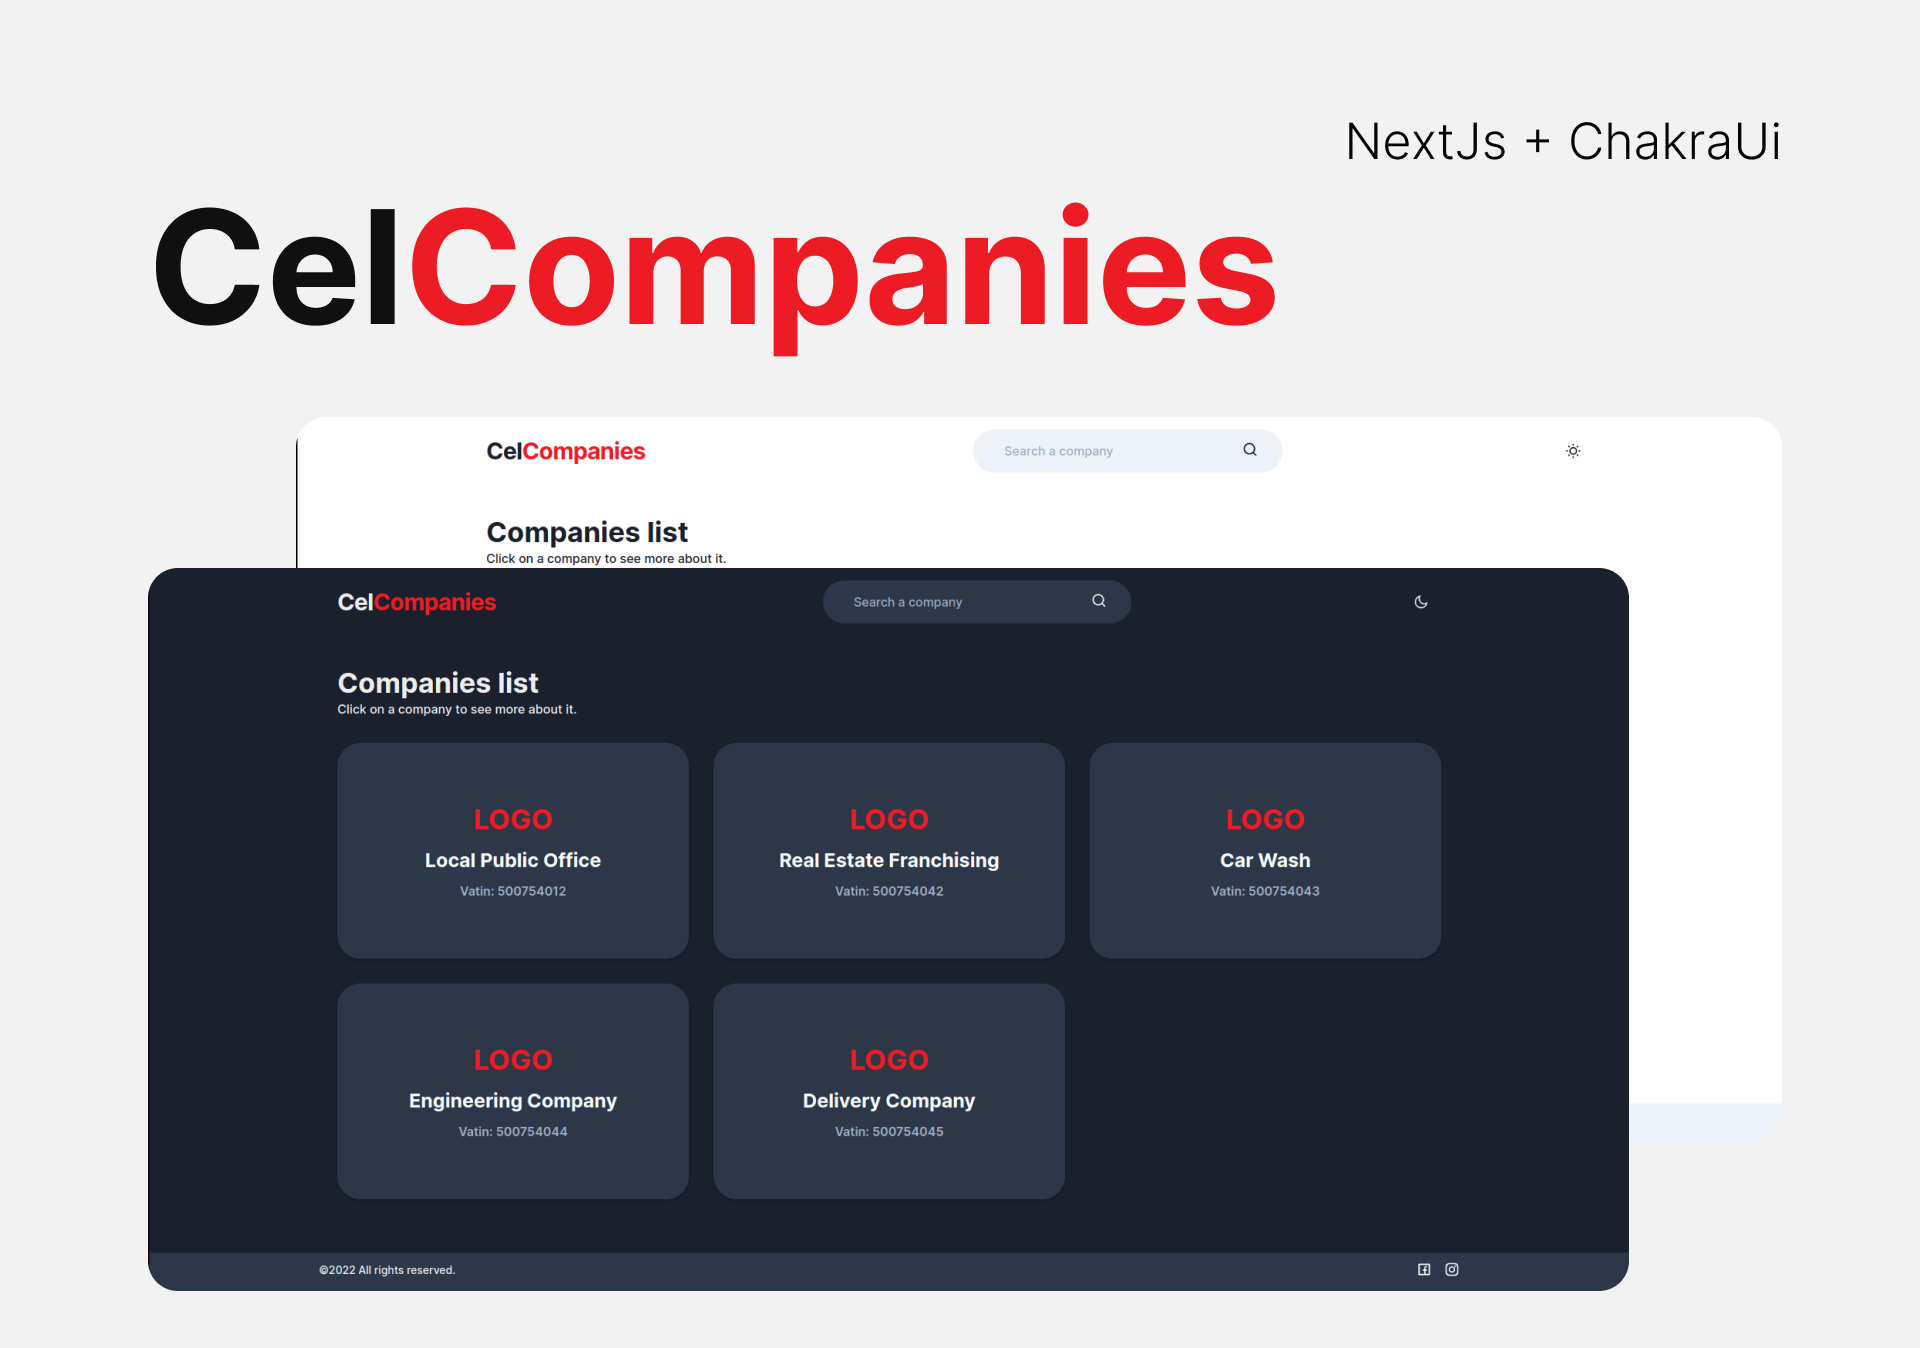 NextJs + ChakraUi
CelCompanies
CelCompanies
Search a company
Companies list
Click on a company to see more about it.
CelCompanies
Search a company
Companies list
Click on a company to see more about it.
LOGO
Local Public Office
Vatin: 500754012
LOGO
Real Estate Franchising
Vatin: 500754042
LOGO
Car Wash
Vatin: 500754043
LOGO
Engineering Company
Vatin: 500754044
LOGO
Delivery Company
Vatin: 500754045
©2022 All rights reserved.